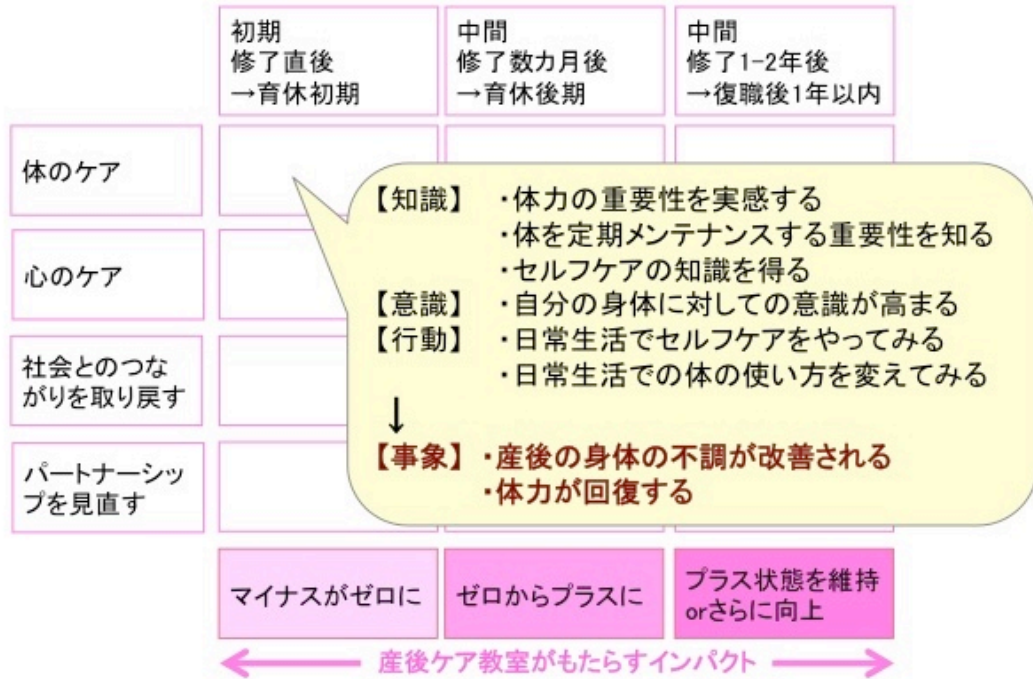 初期
修了直後
→育休初期
中間
修了数カ月後
→育休後期
中間
修了1-2年後
→復職後1年以内
体のケア
心のケア
社会とのつな
がりを取り戻す
パートナーシッ
プを見直す
【知識】 ・体力の重要性を実感する
・体を定期メンテナンスする重要性を知る
・セルフケアの知識を得る
【意識】 ・自分の身体に対しての意識が高まる
【行動】 ・日常生活でセルフケアをやってみる
・日常生活での体の使い方を変えてみる
↓
【事象】 ・産後の身体の不調が改善される
・体力が回復する
マイナスがゼロに
ゼロからプラスに
プラス状態を維持
orさらに向上
産後ケア教室がもたらすインパクト